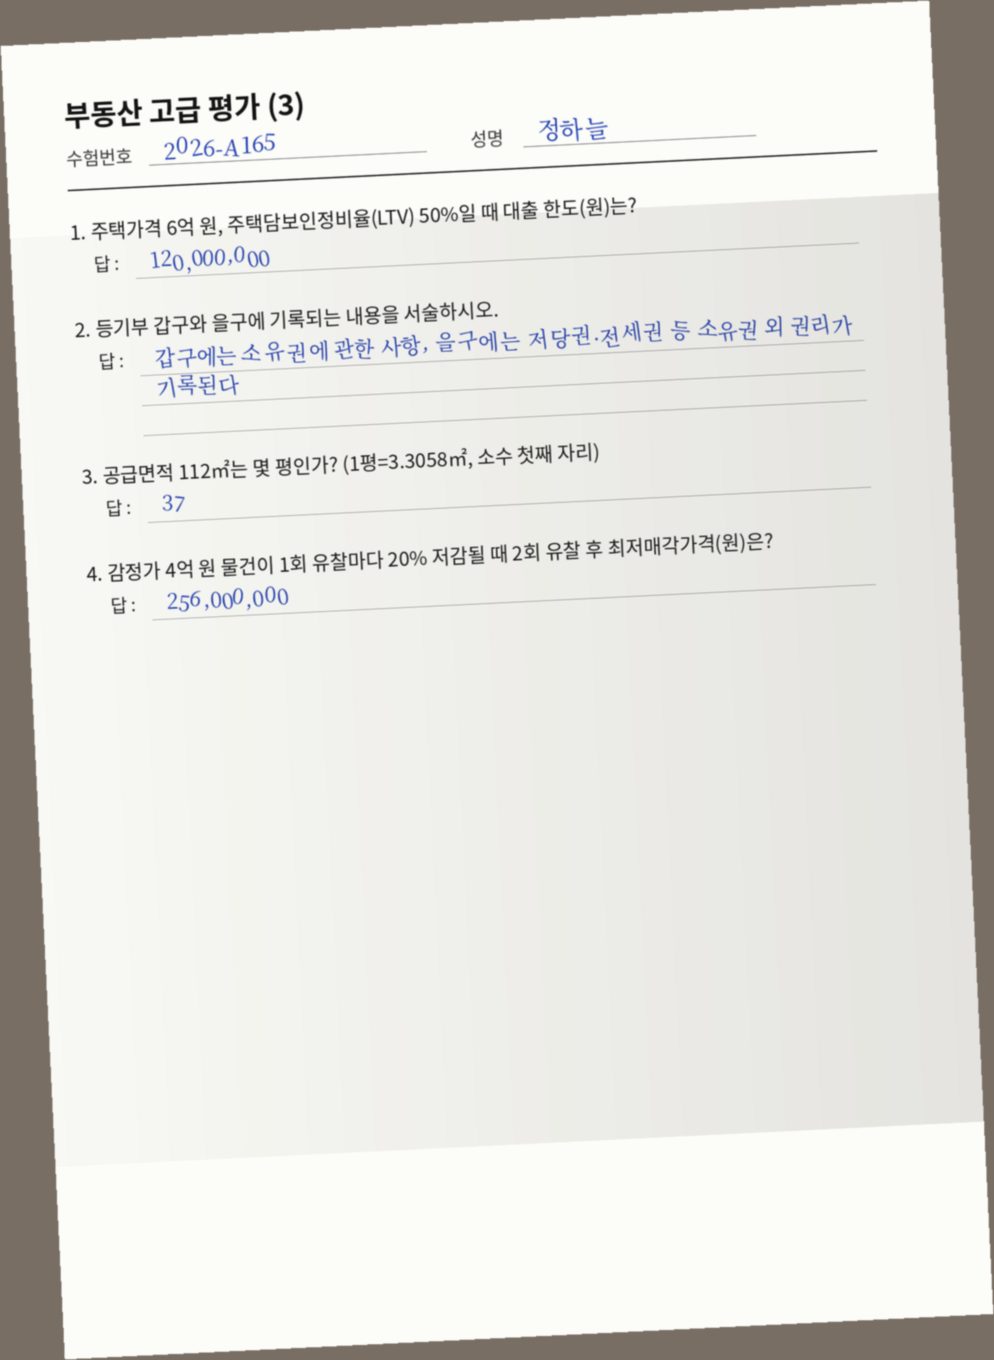 부동산 고급 평가 (3)
수험번호 2026-A165 성명 정하늘
1. 주택가격 6억 원, 주택담보인정비율(LTV) 50%일 때 대출 한도(원)는?
답 : 120,000,000
2. 등기부 갑구와 을구에 기록되는 내용을 서술하시오.
답 : 갑구에는 소유권에 관한 사항, 을구에는 저당권·전세권 등 소유권 외 권리가
기록된다
3. 공급면적 112㎡는 몇 평인가? (1평=3.3058㎡, 소수 첫째 자리)
답 : 37
4. 감정가 4억 원 물건이 1회 유찰마다 20% 저감될 때 2회 유찰 후 최저매각가격(원)은?
답 : 256,000,000